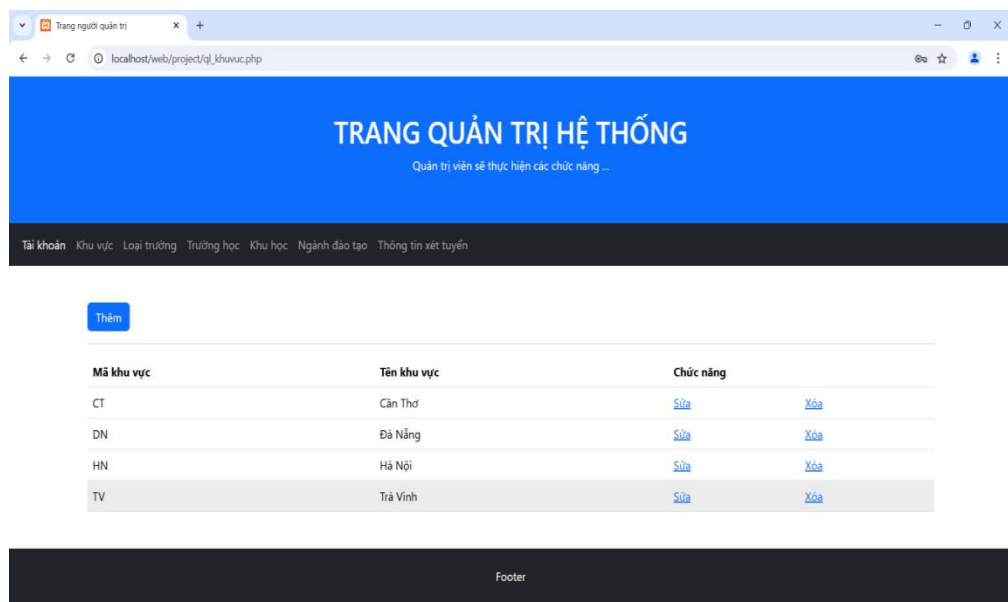 Trang người quản trị
localhost/web/project/ql_khuvuc.php
TRANG QUẢN TRỊ HỆ THỐNG
Quản trị viên sẽ thực hiện các chức năng ...
Tài khoản Khu vực Loại trường Trường học Khu học Ngành đào tạo Thông tin xét tuyển
Thêm
Mã khu vực Tên khu vực Chức năng
CT Cần Thơ Sửa Xóa
DN Đà Nẵng Sửa Xóa
HN Hà Nội Sửa Xóa
TV Trà Vinh Sửa Xóa
Footer